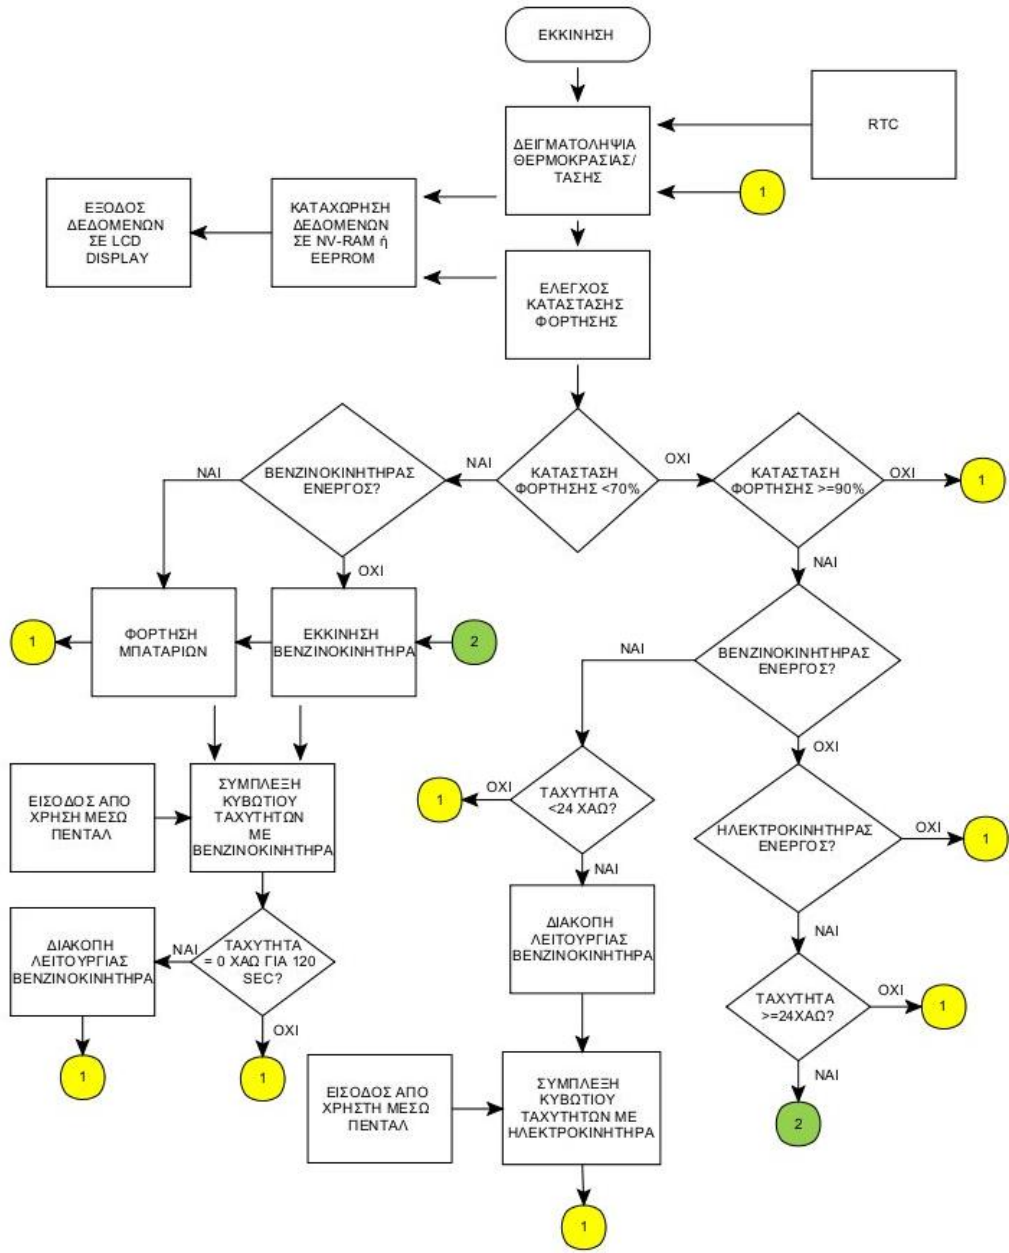 ΕΚΚΙΝΗΣΗ
RTC
ΔΕΙΓΜΑΤΟΛΗΨΙΑ
ΘΕΡΜΟΚΡΑΣΙΑΣ/
ΤΑΣΗΣ
1
ΕΞΟΔΟΣ
ΔΕΔΟΜΕΝΩΝ
ΣΕ LCD
DISPLAY
ΚΑΤΑΧΩΡΗΣΗ
ΔΕΔΟΜΕΝΩΝ
ΣΕ NV-RAM ή
EEPROM
ΕΛΕΓΧΟΣ
ΚΑΤΑΣΤΑΣΗΣ
ΦΟΡΤΗΣΗΣ
ΝΑΙ
ΒΕΝΖΙΝΟΚΙΝΗΤΗΡΑΣ
ΕΝΕΡΓΟΣ?
ΝΑΙ
ΚΑΤΑΣΤΑΣΗ
ΦΟΡΤΗΣΗΣ <70%
ΟΧΙ
ΚΑΤΑΣΤΑΣΗ
ΦΟΡΤΗΣΗΣ >=90%
ΟΧΙ
1
ΟΧΙ
ΝΑΙ
1
ΦΟΡΤΗΣΗ
ΜΠΑΤΑΡΙΩΝ
ΕΚΚΙΝΗΣΗ
ΒΕΝΖΙΝΟΚΙΝΗΤΗΡΑ
2
ΝΑΙ
ΒΕΝΖΙΝΟΚΙΝΗΤΗΡΑΣ
ΕΝΕΡΓΟΣ?
ΟΧΙ
ΕΙΣΟΔΟΣ ΑΠΟ
ΧΡΗΣΗ ΜΕΣΩ
ΠΕΝΤΑΛ
ΣΥΜΠΛΕΞΗ
ΚΥΒΩΤΙΟΥ
ΤΑΧΥΤΗΤΩΝ
ΜΕ
ΒΕΝΖΙΝΟΚΙΝΗΤΗΡΑ
1
ΟΧΙ
ΤΑΧΥΤΗΤΑ
<24 ΧΑΩ?
ΝΑΙ
ΗΛΕΚΤΡΟΚΙΝΗΤΗΡΑΣ
ΕΝΕΡΓΟΣ?
ΟΧΙ
1
ΝΑΙ
ΔΙΑΚΟΠΗ
ΛΕΙΤΟΥΡΓΙΑΣ
ΒΕΝΖΙΝΟΚΙΝΗΤΗΡΑ
ΝΑΙ
ΤΑΧΥΤΗΤΑ
= 0 ΧΑΩ ΓΙΑ 120
SEC?
ΟΧΙ
1
1
ΔΙΑΚΟΠΗ
ΛΕΙΤΟΥΡΓΙΑΣ
ΒΕΝΖΙΝΟΚΙΝΗΤΗΡΑ
ΤΑΧΥΤΗΤΑ
>=24ΧΑΩ?
ΟΧΙ
1
ΝΑΙ
2
ΕΙΣΟΔΟΣ ΑΠΟ
ΧΡΗΣΤΗ ΜΕΣΩ
ΠΕΝΤΑΛ
ΣΥΜΠΛΕΞΗ
ΚΥΒΩΤΙΟΥ
ΤΑΧΥΤΗΤΩΝ ΜΕ
ΗΛΕΚΤΡΟΚΙΝΗΤΗΡΑ
1